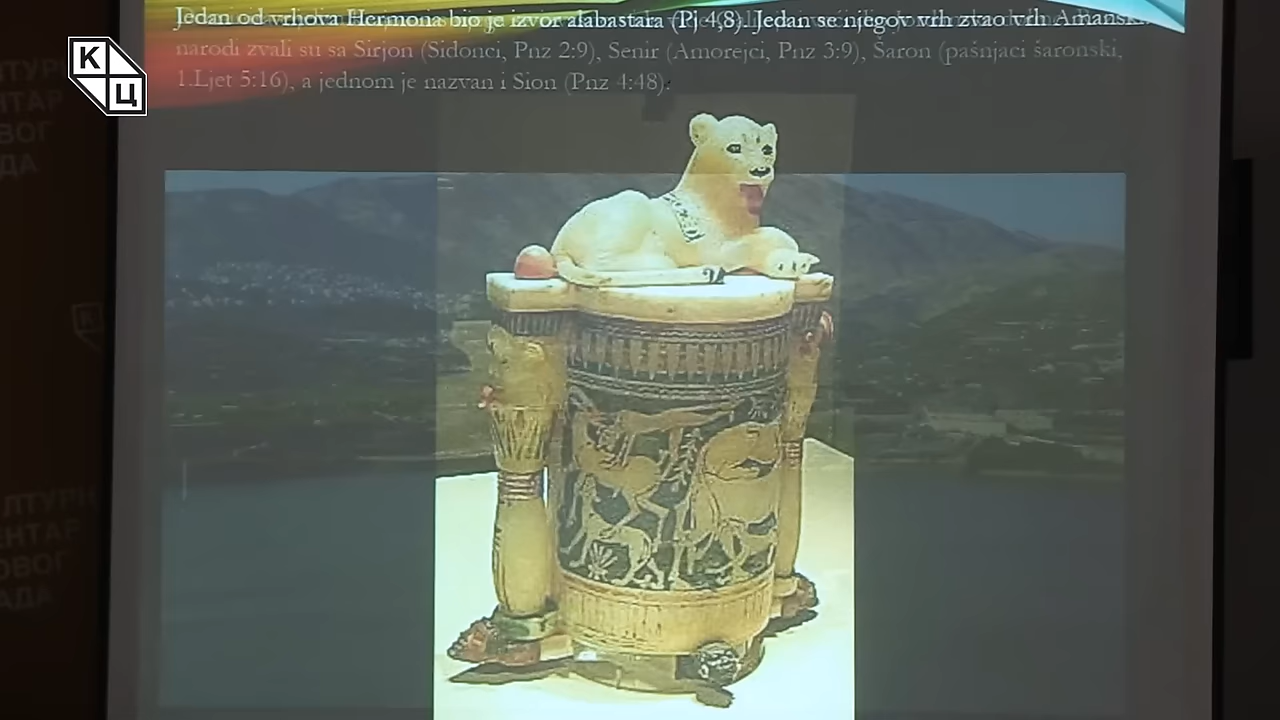 Jedan od vrhova Hermona bio je izvor alabastara (Pj 4,8). Jedan se njegov vrh zvao vrh Amanski
narodi zvali su sa Sirjon (Sidonci, Pnz 2:9), Senir (Amorejci, Pnz 3:9), Šaron (pašnjaci šaronski,
1.Ljet 5:16), a jednom je nazvan i Sion (Pnz 4:48).
К
Ц